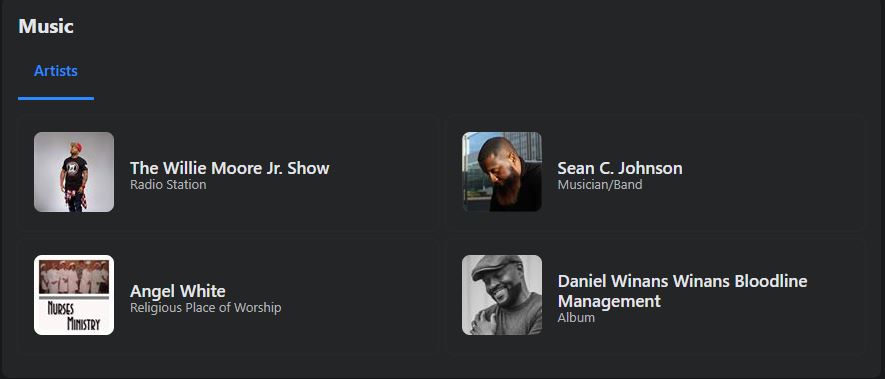 Music
Artists
The Willie Moore Jr. Show
Radio Station
Sean C. Johnson
Musician/Band
NURSES
MINISTRY
Angel White
Religious Place of Worship
Daniel Winans Winans Bloodline
Management
Album